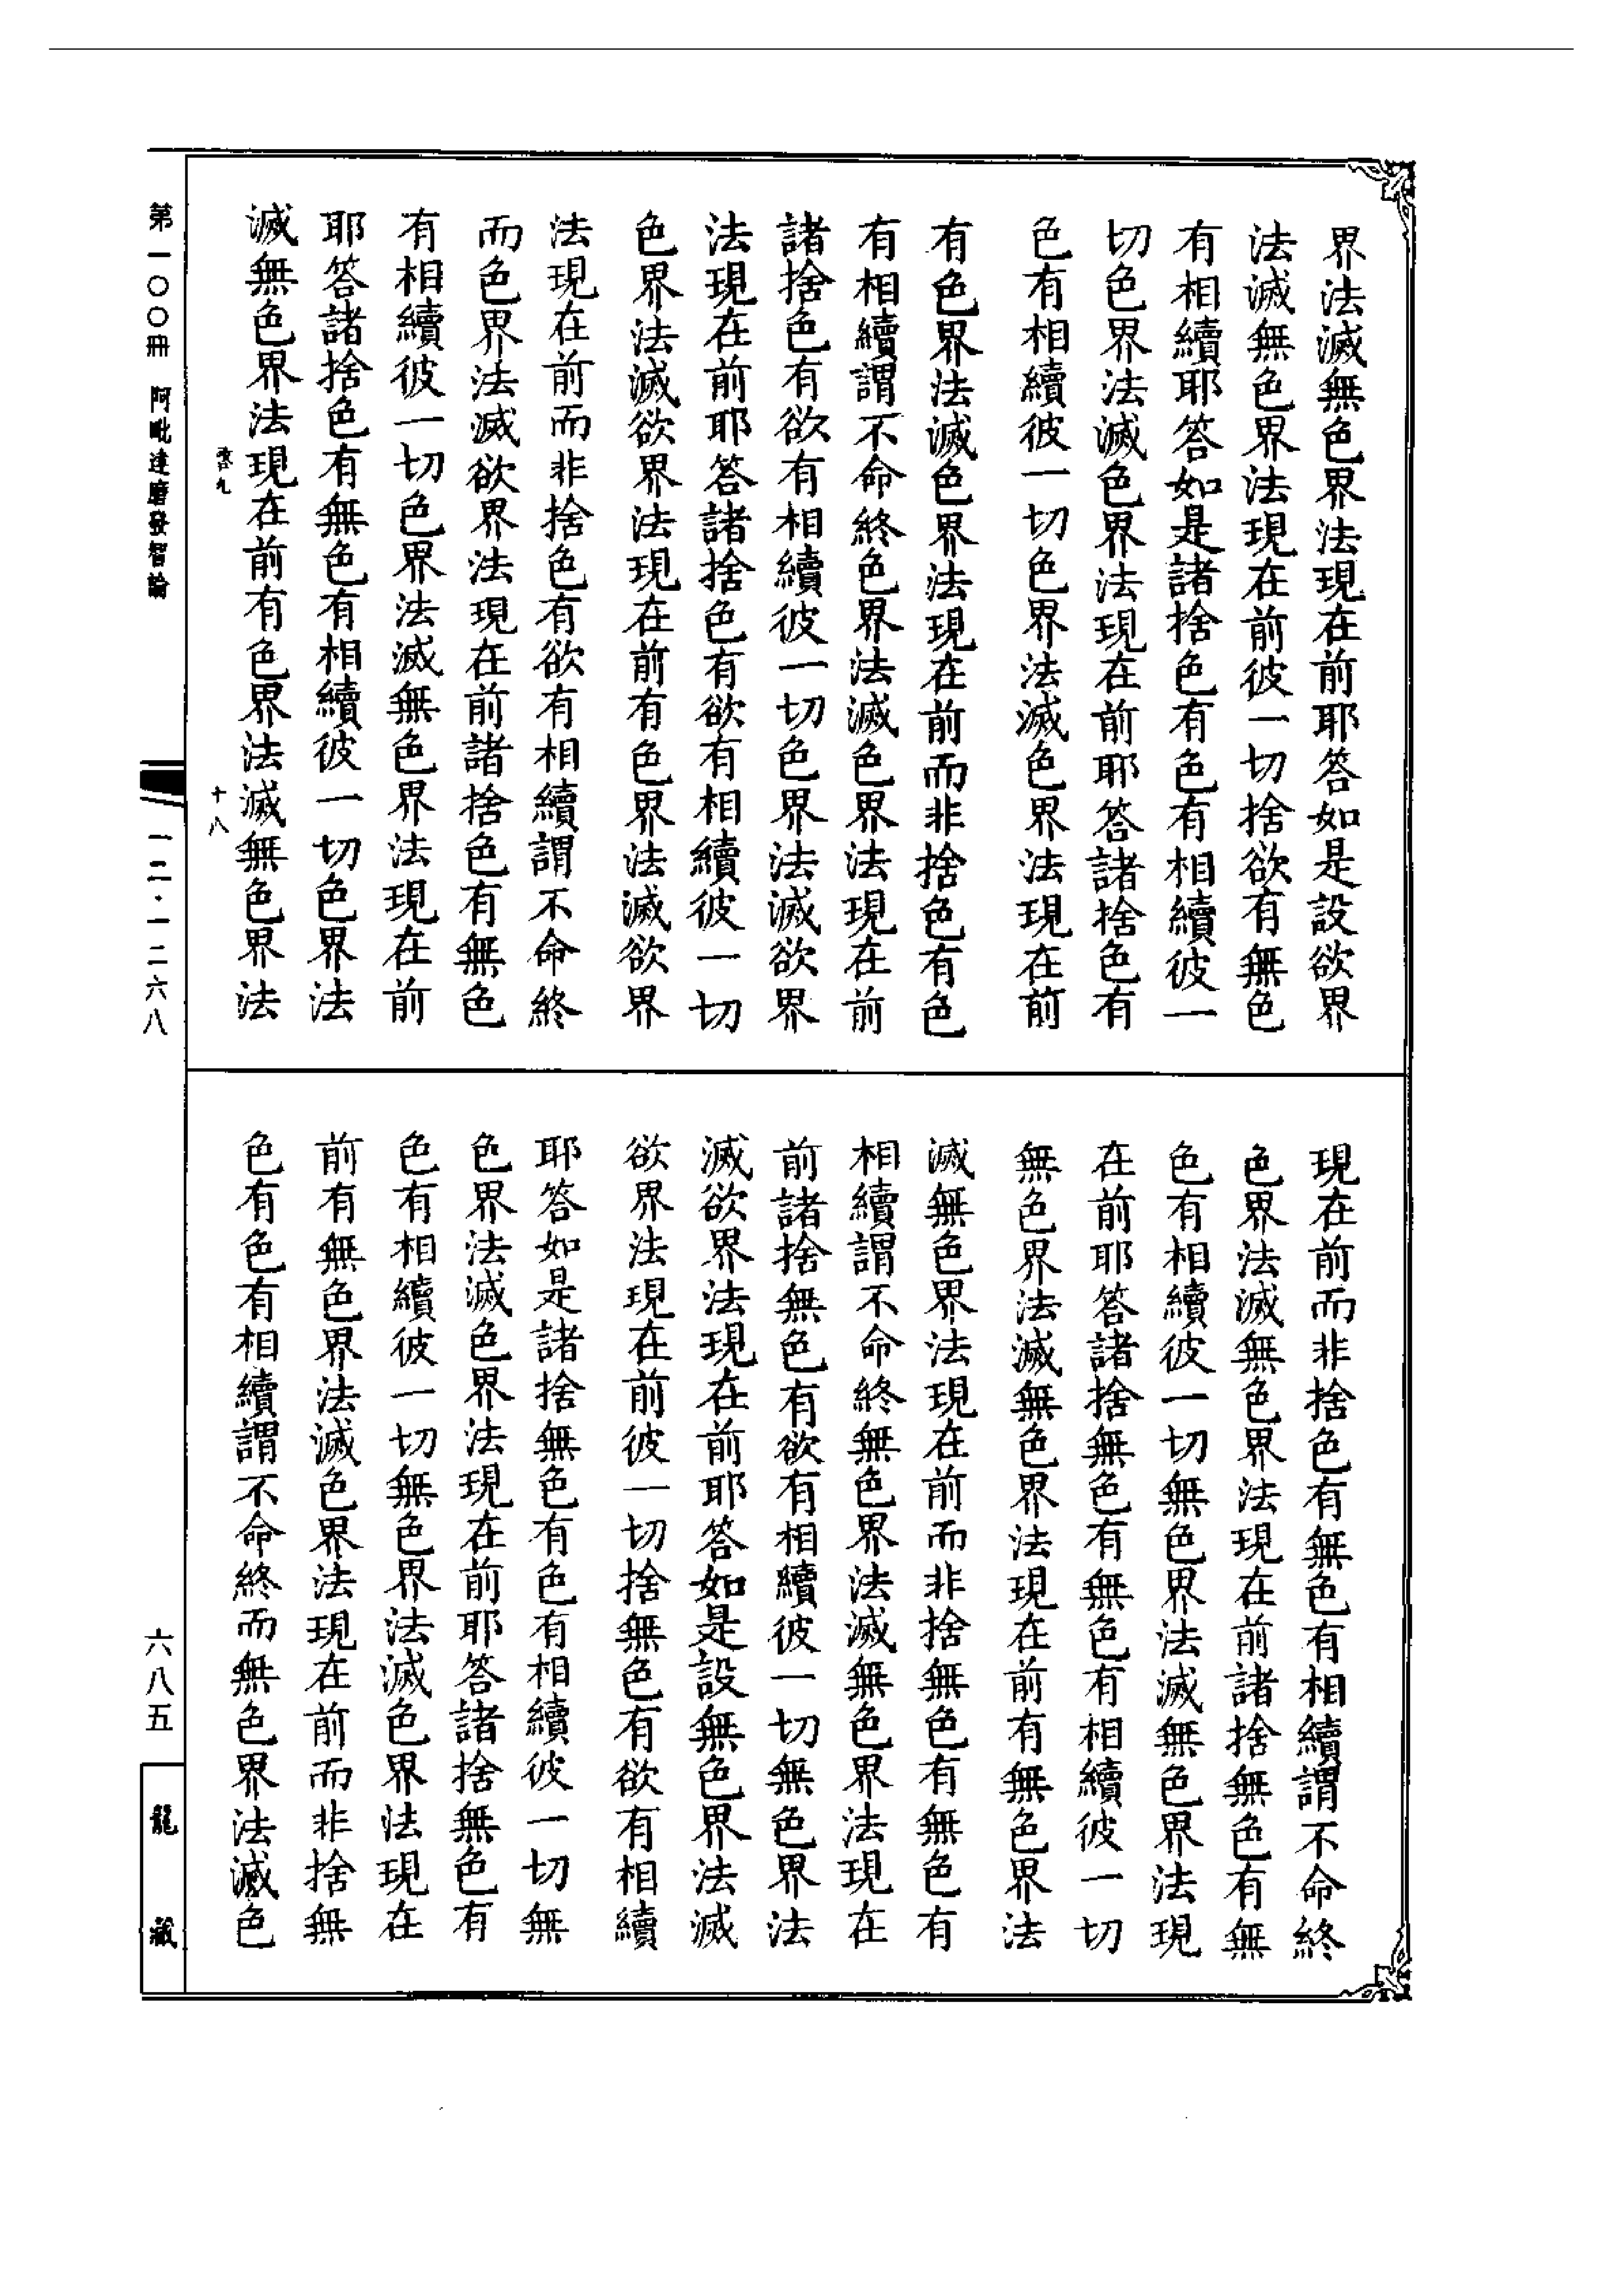 界法滅無色界法現在前耶答如是設欲界
法滅無色界法現在前彼一切捨欲有無色
有相續耶答如是諸捨色有色有相續彼一
切色界法滅色界法現在前耶答諸捨色有
色有相續彼一切色界法滅色界法現在前
有色界法滅色界法現在前而非捨色有色
有相續謂不命終色界法滅色界法現在前
諸捨色有欲有相續彼一切色界法滅欲界
法現在前耶答諸捨色有欲有相續彼一切
色界法滅欲界法現在前有色界法滅欲界
法現在前而非捨色有欲有相續謂不命終
而色界法滅欲界法現在前諸捨色有無色
有相續彼一切色界法滅無色界法現在前
耶答諸捨色有無色有相續彼一切色界法
滅無色界法現在前有色界法滅無色界法
十八
現在前而非捨色有無色有相續謂不命終
色界法滅無色界法現在前諸捨無色有無
色有相續彼一切無色界法滅無色界法現
在前耶答諸捨無色有無色有相續彼一切
無色界法滅無色界法現在前有無色界法
滅無色界法現在前而非捨無色有無色有
相續謂不命終無色界法滅無色界法現在
前諸捨無色有欲有相續彼一切無色界法
滅欲界法現在前耶答如是設無色界法滅
欲界法現在前彼一切捨無色有欲有相續
耶答如是諸捨無色有色有相續彼一切無
色界法滅色界法現在前耶答諸捨無色有
色有相續彼一切無色界法滅色界法現在
前有無色界法滅色界法現在前而非捨無
色有色有相續謂不命終而無色界法滅色
第一〇〇冊　阿毗達磨發智論
一二·一二六八
六八五
龍藏